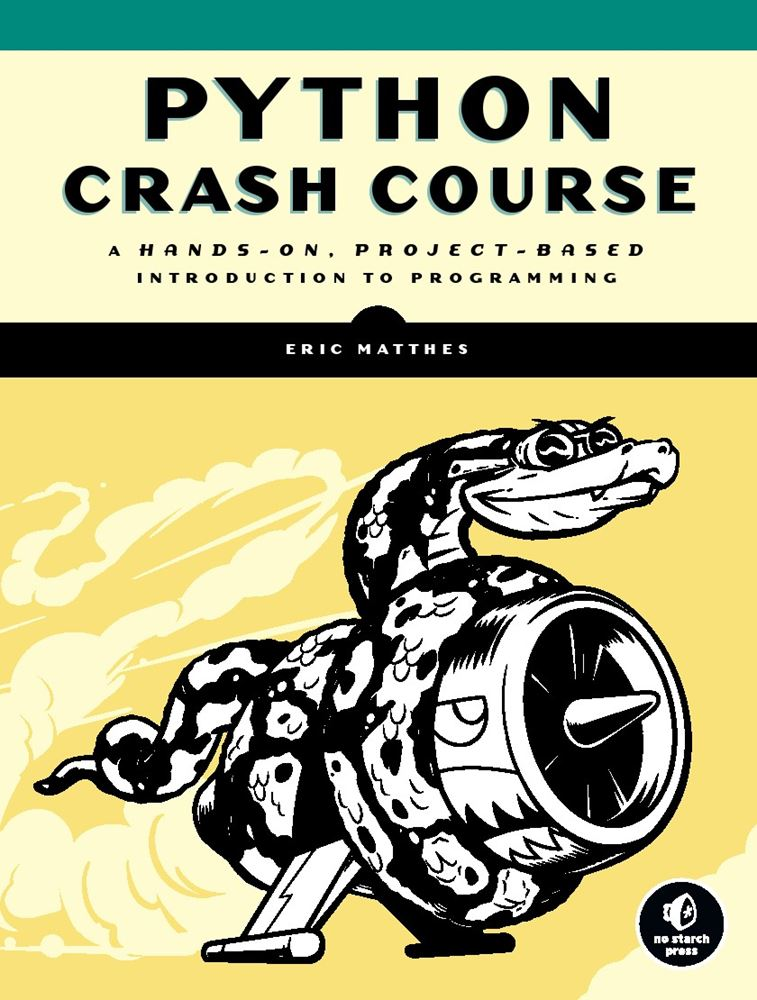 PYTHON
CRASH COURSE
A HANDS-ON, PROJECT-BASED
INTRODUCTION TO PROGRAMMING
ERIC MATTHES
no starch
press